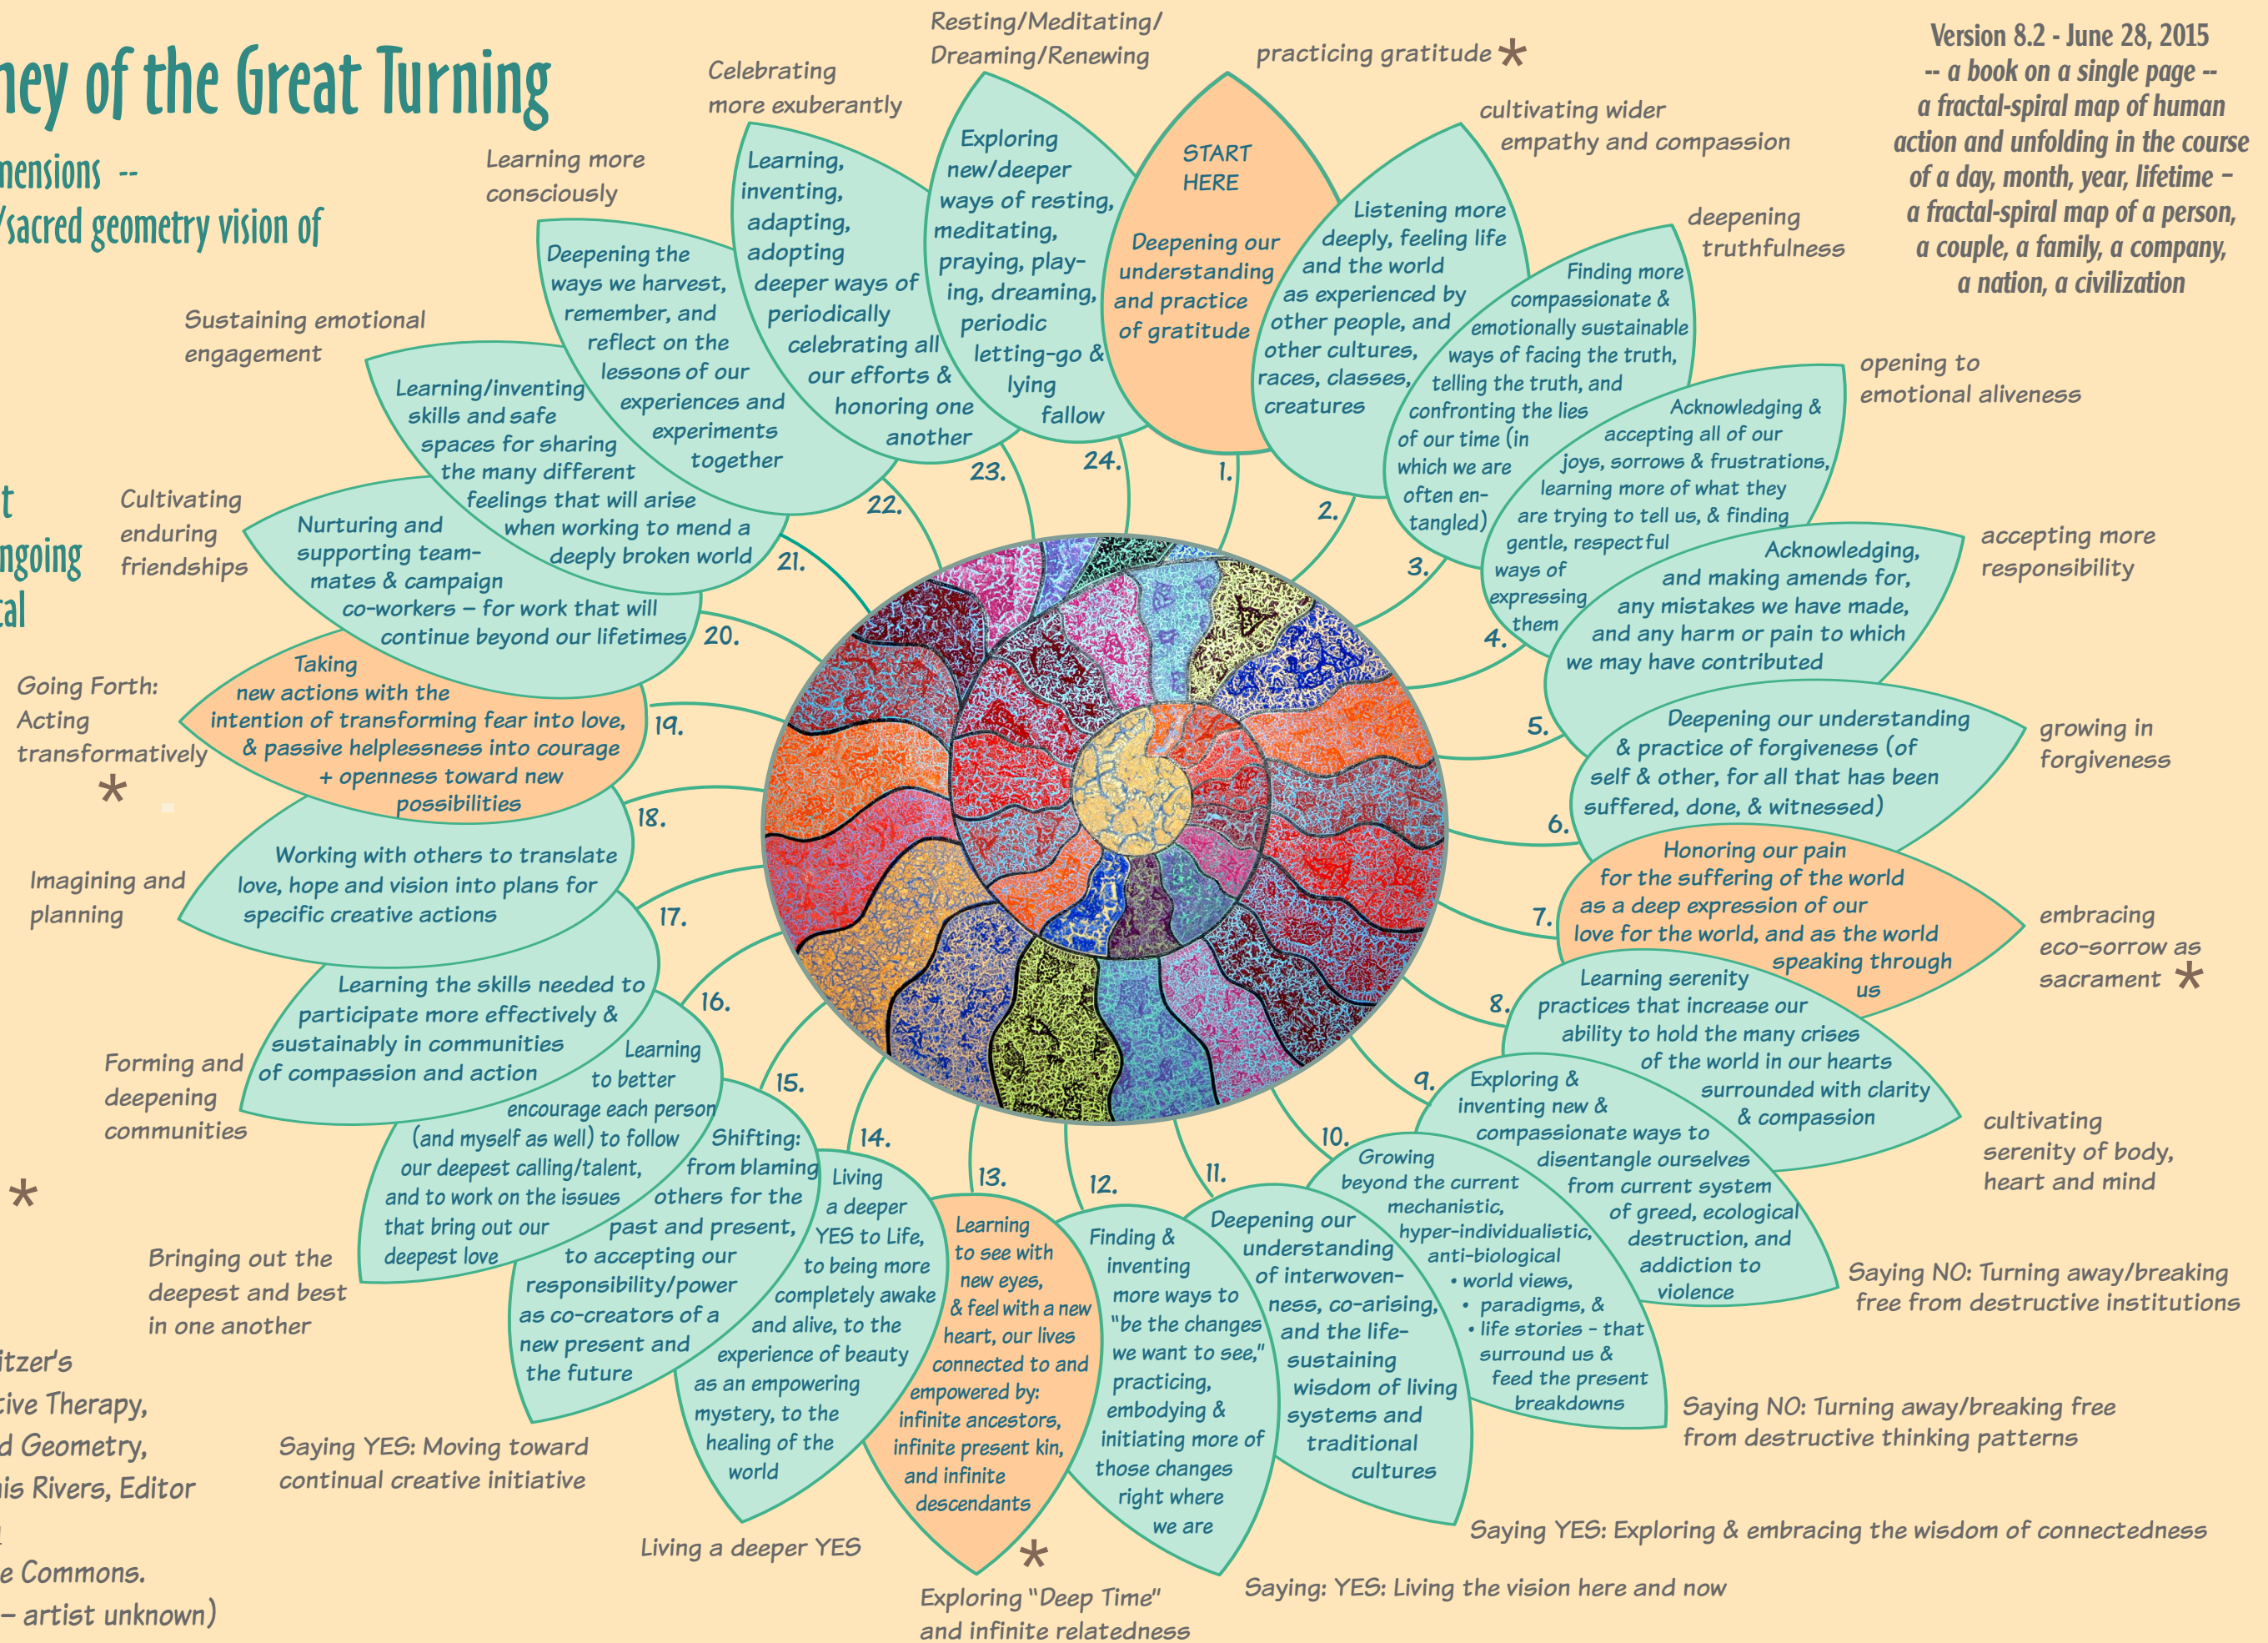 ney of the Great Turning
mensions --
/sacred geometry vision of
t
ngoing
cal
Version 8.2 - June 28, 2015
-- a book on a single page --
a fractal-spiral map of human
action and unfolding in the course
of a day, month, year, lifetime –
a fractal-spiral map of a person,
a couple, a family, a company,
a nation, a civilization
practicing gratitude *
START
HERE
Deepening our
understanding
and practice
of gratitude
1.
cultivating wider
empathy and compassion
Listening more
deeply, feeling life
and the world
as experienced by
other people, and
other cultures,
races, classes,
creatures
2.
deepening
truthfulness
Finding more
compassionate &
emotionally sustainable
ways of facing the truth,
telling the truth, and
confronting the lies
of our time (in
which we are
often en-
tangled)
3.
opening to
emotional aliveness
Acknowledging &
accepting all of our
joys, sorrows & frustrations,
learning more of what they
are trying to tell us, & finding
gentle, respectful
ways of
expressing
them
4.
accepting more
responsibility
Acknowledging,
and making amends for,
any mistakes we have made,
and any harm or pain to which
we may have contributed
5.
growing in
forgiveness
Deepening our understanding
& practice of forgiveness (of
self & other, for all that has been
suffered, done, & witnessed)
6.
embracing
eco-sorrow as
sacrament *
Honoring our pain
for the suffering of the world
as a deep expression of our
love for the world, and as the world
speaking through
us
7.
cultivating
serenity of body,
heart and mind
Learning serenity
practices that increase our
ability to hold the many crises
of the world in our hearts
surrounded with clarity
& compassion
8.
Saying NO: Turning away/breaking
free from destructive institutions
Exploring &
inventing new &
compassionate ways to
disentangle ourselves
from current system
of greed, ecological
destruction, and
addiction to
violence
9.
Saying NO: Turning away/breaking free
from destructive thinking patterns
Growing
beyond the current
mechanistic,
hyper-individualistic,
anti-biological
• world views,
• paradigms, &
• life stories - that
surround us &
feed the present
breakdowns
10.
Saying YES: Exploring & embracing the wisdom of connectedness
Deepening our
understanding
of interwoven-
ness, co-arising,
and the life-
sustaining
wisdom of living
systems and
traditional
cultures
11.
Saying: YES: Living the vision here and now
Finding &
inventing
more ways to
"be the changes
we want to see,"
practicing,
embodying &
initiating more of
those changes
right where
we are
12.
*
Exploring "Deep Time"
and infinite relatedness
Learning
to see with
new eyes,
& feel with a new
heart, our lives
connected to and
empowered by:
infinite ancestors,
infinite present kin,
and infinite
descendants
13.
Living a deeper YES
Living
a deeper
YES to Life,
to being more
completely awake
and alive, to the
experience of beauty
as an empowering
mystery, to the
healing of the
world
14.
Saying YES: Moving toward
continual creative initiative
Shifting:
from blaming
others for the
past and present,
to accepting our
responsibility/power
as co-creators of a
new present and
the future
15.
Bringing out the
deepest and best
in one another
Learning
to better
encourage each person
(and myself as well) to follow
our deepest calling/talent,
and to work on the issues
that bring out our
deepest love
16.
Forming and
deepening
communities
Learning the skills needed to
participate more effectively &
sustainably in communities
of compassion and action
17.
Imagining and
planning
Working with others to translate
love, hope and vision into plans for
specific creative actions
18.
Going Forth:
Acting
transformatively
*
Taking
new actions with the
intention of transforming fear into love,
& passive helplessness into courage
+ openness toward new
possibilities
19.
Cultivating
enduring
friendships
Nurturing and
supporting team-
mates & campaign
co-workers – for work that will
continue beyond our lifetimes
20.
Sustaining emotional
engagement
Learning/inventing
skills and safe
spaces for sharing
the many different
feelings that will arise
when working to mend a
deeply broken world
21.
Learning more
consciously
Deepening the
ways we harvest,
remember, and
reflect on the
lessons of our
experiences and
experiments
together
22.
Celebrating
more exuberantly
Learning,
inventing,
adapting,
adopting
deeper ways of
periodically
celebrating all
our efforts &
honoring one
another
23.
Resting/Meditating/
Dreaming/Renewing
Exploring
new/deeper
ways of resting,
meditating,
praying, play-
ing, dreaming,
periodic
letting-go &
lying
fallow
24.
*
itzer's
tive Therapy,
d Geometry,
nis Rivers, Editor
e Commons.
– artist unknown)